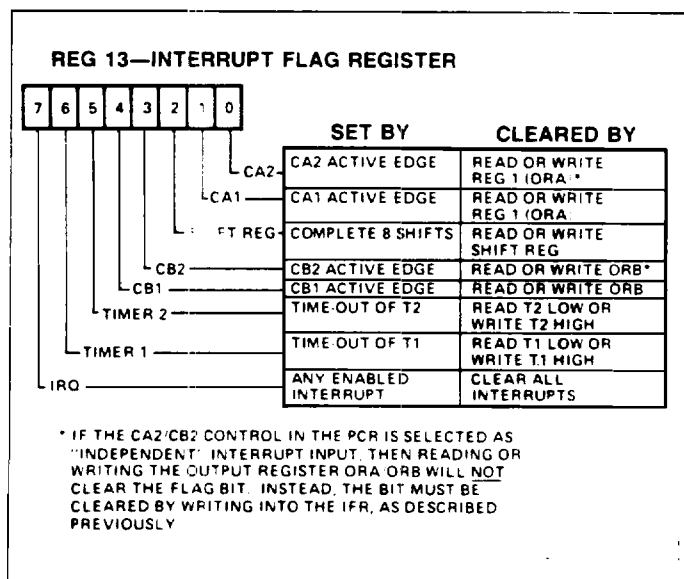 REG 13—INTERRUPT FLAG REGISTER
7 6 5 4 3 2 1 0
SET BY CLEARED BY
CA2 CA2 ACTIVE EDGE READ OR WRITE
REG 1 (ORA)*
CA1 CA1 ACTIVE EDGE READ OR WRITE
REG 1 (ORA
FT REG COMPLETE 8 SHIFTS READ OR WRITE
SHIFT REG
CB2 CB2 ACTIVE EDGE READ OR WRITE ORB*
CB1 CB1 ACTIVE EDGE READ OR WRITE ORB
TIMER 2 TIME-OUT OF T2 READ T2 LOW OR
WRITE T2 HIGH
TIMER 1 TIME-OUT OF T1 READ T1 LOW OR
WRITE T1 HIGH
IRQ ANY ENABLED CLEAR ALL
INTERRUPT INTERRUPTS
* IF THE CA2/CB2 CONTROL IN THE PCR IS SELECTED AS
"INDEPENDENT" INTERRUPT INPUT, THEN READING OR
WRITING THE OUTPUT REGISTER ORA/ORB WILL NOT
CLEAR THE FLAG BIT. INSTEAD, THE BIT MUST BE
CLEARED BY WRITING INTO THE IFR, AS DESCRIBED
PREVIOUSLY